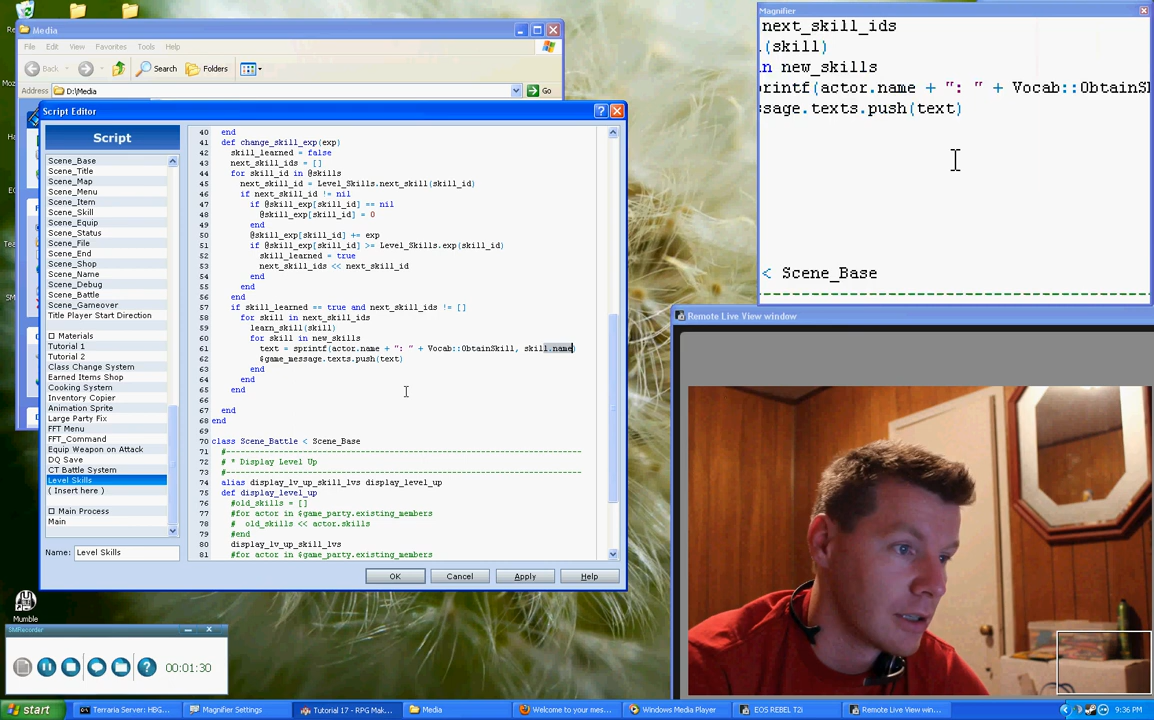 Media
File Edit View Favorites Tools Help
Back Search Folders
Address D:\Media Go
Script Editor
Script
Scene_Base
Scene_Title
Scene_Map
Scene_Menu
Scene_Item
Scene_Skill
Scene_Equip
Scene_Status
Scene_File
Scene_End
Scene_Shop
Scene_Name
Scene_Debug
Scene_Battle
Scene_Gameover
Title Player Start Direction
□ Materials
Tutorial 1
Tutorial 2
Class Change System
Earned Items Shop
Cooking System
Inventory Copier
Animation Sprite
Large Party Fix
FFT Menu
FFT_Command
Equip Weapon on Attack
DQ Save
CT Battle System
Level Skills
( Insert here )
□ Main Process
Main
Name: Level Skills
40 end
41 def change_skill_exp(exp)
42 skill_learned = false
43 next_skill_ids = []
44 for skill_id in @skills
45 next_skill_id = Level_Skills.next_skill(skill_id)
46 if next_skill_id != nil
47 if @skill_exp[skill_id] == nil
48 @skill_exp[skill_id] = 0
49 end
50 @skill_exp[skill_id] += exp
51 if @skill_exp[skill_id] >= Level_Skills.exp(skill_id)
52 skill_learned = true
53 next_skill_ids << next_skill_id
54 end
55 end
56 end
57 if skill_learned == true and next_skill_ids != []
58 for skill in next_skill_ids
59 learn_skill(skill)
60 for skill in new_skills
61 text = sprintf(actor.name + ": " + Vocab::ObtainSkill, skill.name)
62 $game_message.texts.push(text)
63 end
64 end
65 end
66
67 end
68 end
69
70 class Scene_Battle < Scene_Base
71 #--------------------------------------------------------------------------
72 # * Display Level Up
73 #--------------------------------------------------------------------------
74 alias display_lv_up_skill_lvs display_level_up
75 def display_level_up
76 #old_skills = []
77 #for actor in $game_party.existing_members
78 # old_skills << actor.skills
79 #end
80 display_lv_up_skill_lvs
81 #for actor in $game_party.existing_members
OK Cancel Apply Help
Magnifier
next_skill_ids
(skill)
n new_skills
rintf(actor.name + ": " + Vocab::ObtainS
ssage.texts.push(text)
< Scene_Base
Remote Live View window
Mumble
SMRecorder
00:01:30
start Terraria Server: HBG... Magnifier Settings Tutorial 17 - RPG Mak... Media Welcome to your mes... Windows Media Player EOS REBEL T2i Remote Live View win... 9:36 PM